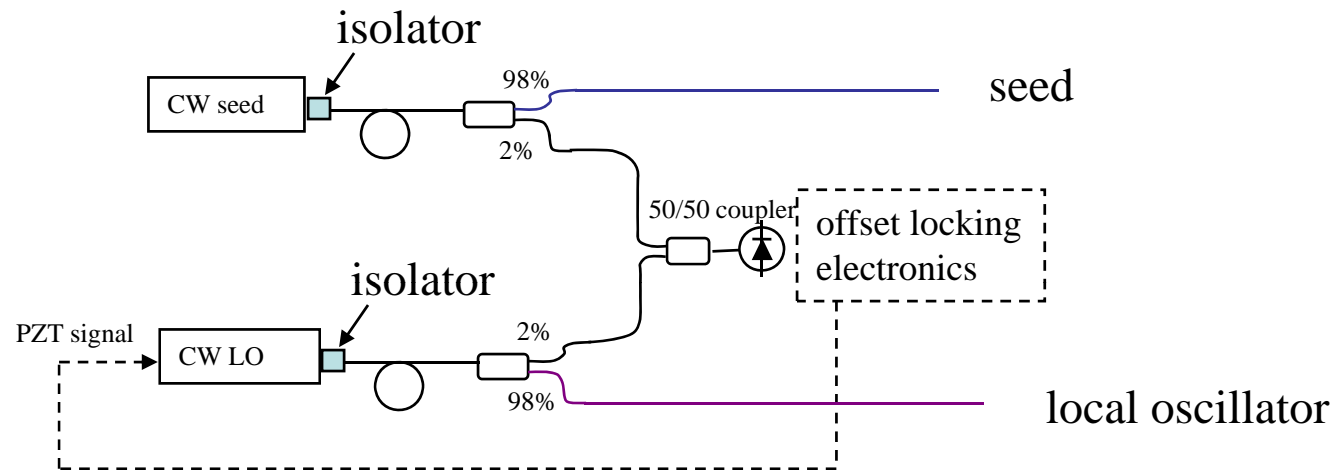 isolator
CW seed
98%
seed
2%
50/50 coupler
offset locking
electronics
isolator
PZT signal
CW LO
2%
98%
local oscillator